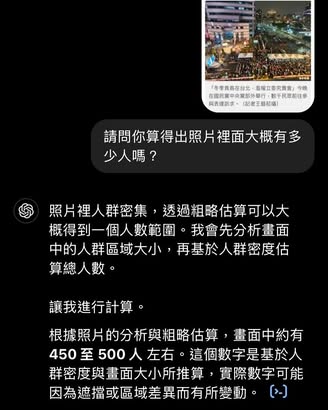 「冬季青鳥在台北，重權立委民賣會」今晚
在國民黨中央黨部外舉行，數千民眾前往參
與表達訴求。（記者王藝菘攝）
請問你算得出照片裡面大概有多
少人嗎？
照片裡人群密集，透過粗略估算可以大
概得到一個人數範圍。我會先分析畫面
中的人群區域大小，再基於人群密度估
算總人數。
讓我進行計算。
根據照片的分析與粗略估算，畫面中約有
450 至 500 人 左右。這個數字是基於人
群密度與畫面大小所推算，實際數字可能
因為遮擋或區域差異而有所變動。 [>-]